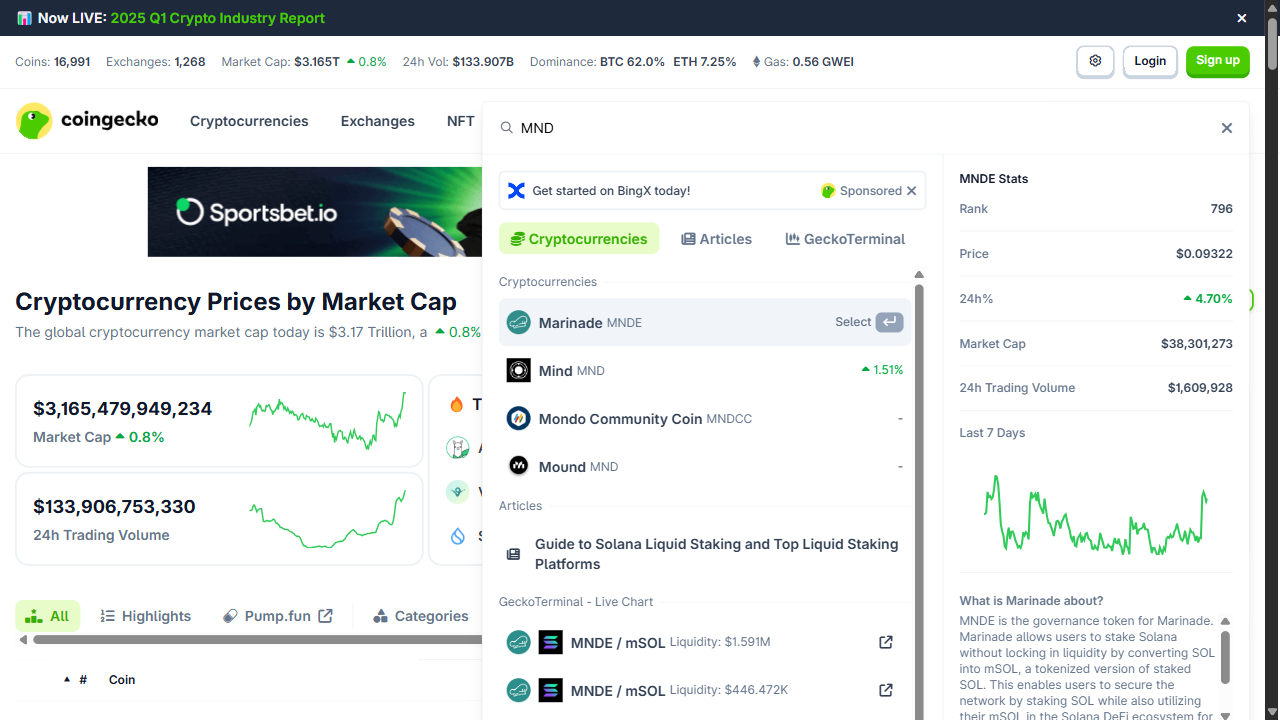 Now LIVE: 2025 Q1 Crypto Industry Report
Coins: 16,991 Exchanges: 1,268 Market Cap: $3.165T 0.8% 24h Vol: $133.907B Dominance: BTC 62.0% ETH 7.25% Gas: 0.56 GWEI
Login
Sign up
coingecko
Cryptocurrencies
Exchanges
NFT
MND
Sportsbet.io
Get started on BingX today!
Sponsored
Cryptocurrencies
Articles
GeckoTerminal
Cryptocurrencies
Marinade MNDE
Select
Mind MND
1.51%
Mondo Community Coin MNDCC
-
Mound MND
-
Articles
Guide to Solana Liquid Staking and Top Liquid Staking
Platforms
GeckoTerminal - Live Chart
MNDE / mSOL Liquidity: $1.591M
MNDE / mSOL Liquidity: $446.472K
MNDE Stats
Rank 796
Price $0.09322
24h% 4.70%
Market Cap $38,301,273
24h Trading Volume $1,609,928
Last 7 Days
What is Marinade about?
MNDE is the governance token for Marinade.
Marinade allows users to stake Solana
without locking in liquidity by converting SOL
into mSOL, a tokenized version of staked
SOL. This enables users to secure the
network by staking SOL while also utilizing
their mSOL in the Solana DeFi ecosystem for
Cryptocurrency Prices by Market Cap
The global cryptocurrency market cap today is $3.17 Trillion, a 0.8%
$3,165,479,949,234
Market Cap 0.8%
$133,906,753,330
24h Trading Volume
All
Highlights
Pump.fun
Categories
# Coin